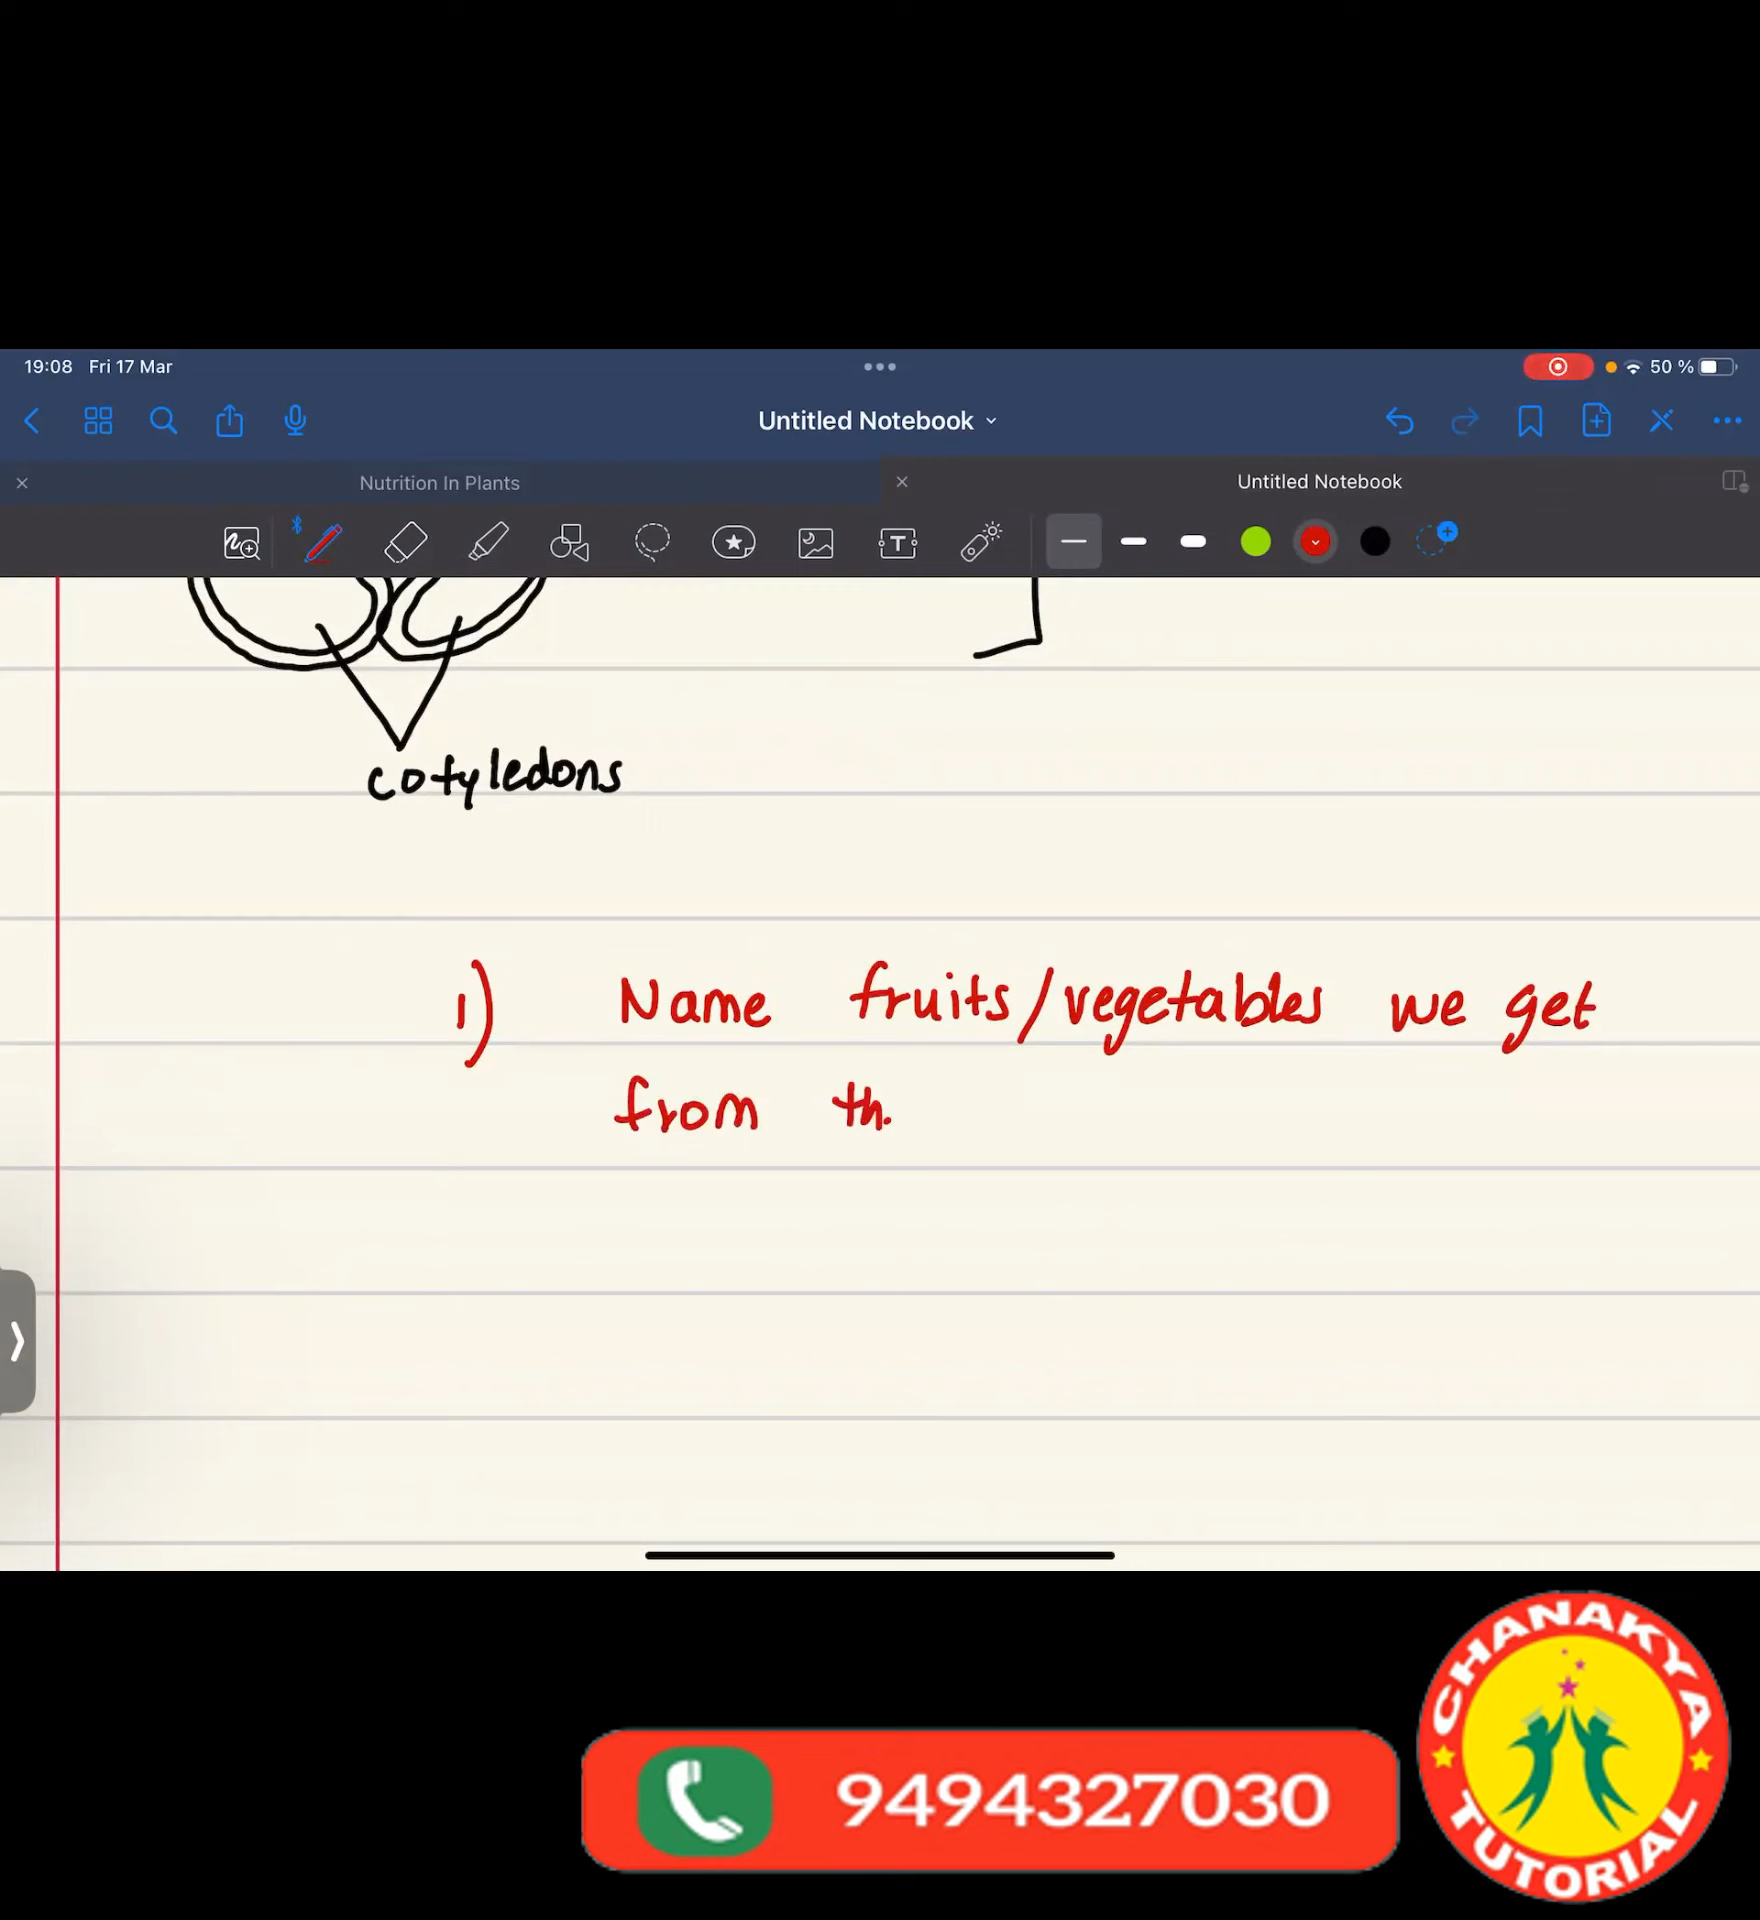 19:08 Fri 17 Mar
50 %
Untitled Notebook
Nutrition In Plants
Untitled Notebook
T
cotyledons
1) Name fruits/vegetables we get
from th
9494327030
CHANAKYA
TUTORIAL